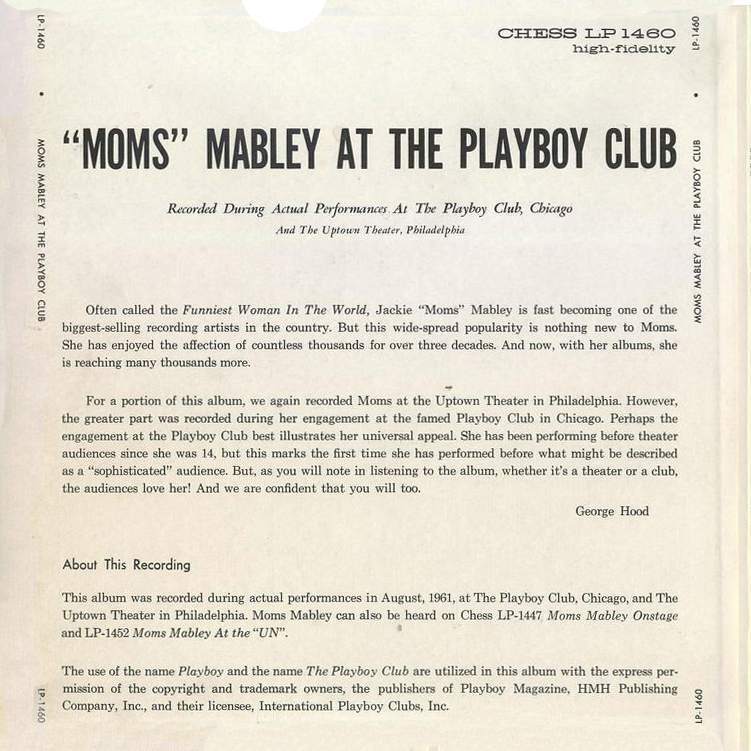 LP-1460
•
MOMS MABLEY AT THE PLAYBOY CLUB
LP-1460
CHESS LP 1460
high-fidelity
"MOMS" MABLEY AT THE PLAYBOY CLUB
Recorded During Actual Performances At The Playboy Club, Chicago
And The Uptown Theater, Philadelphia
Often called the Funniest Woman In The World, Jackie "Moms" Mabley is fast becoming one of the
biggest-selling recording artists in the country. But this wide-spread popularity is nothing new to Moms.
She has enjoyed the affection of countless thousands for over three decades. And now, with her albums, she
is reaching many thousands more.
For a portion of this album, we again recorded Moms at the Uptown Theater in Philadelphia. However,
the greater part was recorded during her engagement at the famed Playboy Club in Chicago. Perhaps the
engagement at the Playboy Club best illustrates her universal appeal. She has been performing before theater
audiences since she was 14, but this marks the first time she has performed before what might be described
as a "sophisticated" audience. But, as you will note in listening to the album, whether it's a theater or a club,
the audiences love her! And we are confident that you will too.
George Hood
About This Recording
This album was recorded during actual performances in August, 1961, at The Playboy Club, Chicago, and The
Uptown Theater in Philadelphia. Moms Mabley can also be heard on Chess LP-1447 Moms Mabley Onstage
and LP-1452 Moms Mabley At the "UN".
The use of the name Playboy and the name The Playboy Club are utilized in this album with the express per-
mission of the copyright and trademark owners, the publishers of Playboy Magazine, HMH Publishing
Company, Inc., and their licensee, International Playboy Clubs, Inc.
LP-1460
•
MOMS MABLEY AT THE PLAYBOY CLUB
LP-1460